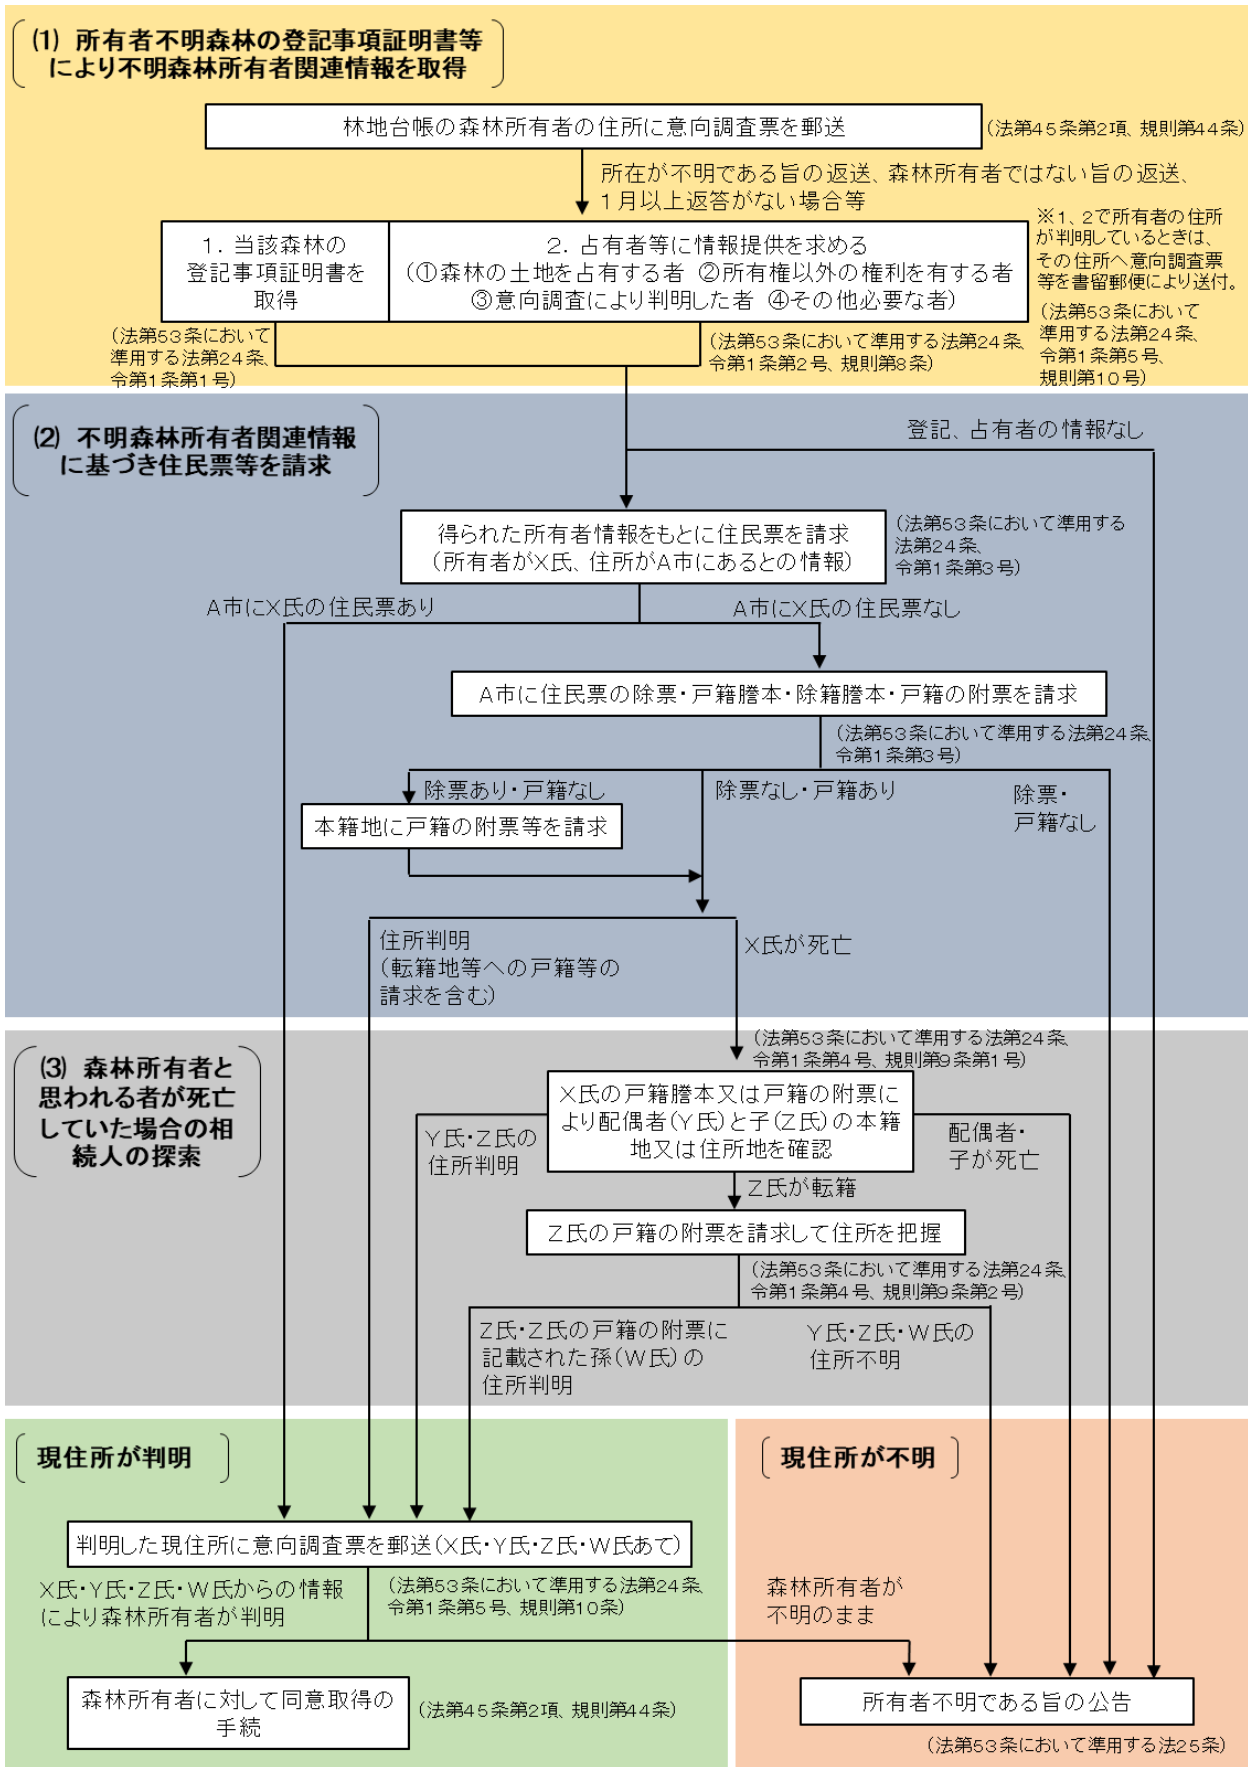 (1) 所有者不明森林の登記事項証明書等
により不明森林所有者関連情報を取得
林地台帳の森林所有者の住所に意向調査票を郵送
(法第45条第2項、規則第44条)
所在が不明である旨の返送、森林所有者ではない旨の返送、
1月以上返答がない場合等
1. 当該森林の
登記事項証明書を
取得
2. 占有者等に情報提供を求める
(①森林の土地を占有する者 ②所有権以外の権利を有する者
③意向調査により判明した者 ④その他必要な者)
※1、2で所有者の住所
が判明しているときは、
その住所へ意向調査票
等を書留郵便により送付。
(法第53条において
準用する法第24条、
令第1条第1号)
(法第53条において準用する法第24条、
令第1条第2号、規則第8条)
(法第53条において
準用する法第24条、
令第1条第5号、
規則第10号)
(2) 不明森林所有者関連情報
に基づき住民票等を請求
登記、占有者の情報なし
得られた所有者情報をもとに住民票を請求
(所有者がX氏、住所がA市にあるとの情報)
(法第53条において準用する
法第24条、
令第1条第3号)
A市にX氏の住民票あり
A市にX氏の住民票なし
A市に住民票の除票・戸籍謄本・除籍謄本・戸籍の附票を請求
(法第53条において準用する法第24条、
令第1条第3号)
除票あり・戸籍なし
除票なし・戸籍あり
除票・
戸籍なし
本籍地に戸籍の附票等を請求
住所判明
(転籍地等への戸籍等の
請求を含む)
X氏が死亡
(3) 森林所有者と
思われる者が死亡
していた場合の相
続人の探索
(法第53条において準用する法第24条、
令第1条第4号、規則第9条第1号)
X氏の戸籍謄本又は戸籍の附票に
より配偶者(Y氏)と子(Z氏)の本籍
地又は住所地を確認
Y氏・Z氏の
住所判明
配偶者・
子が死亡
Z氏が転籍
Z氏の戸籍の附票を請求して住所を把握
(法第53条において準用する法第24条、
令第1条第4号、規則第9条第2号)
Z氏・Z氏の戸籍の附票に
記載された孫(W氏)の
住所判明
Y氏・Z氏・W氏の
住所不明
現住所が判明
現住所が不明
判明した現住所に意向調査票を郵送(X氏・Y氏・Z氏・W氏あて)
X氏・Y氏・Z氏・W氏からの情報
により森林所有者が判明
(法第53条において準用する法第24条、
令第1条第5号、規則第10条)
森林所有者が
不明のまま
森林所有者に対して同意取得の
手続
(法第45条第2項、規則第44条)
所有者不明である旨の公告
(法第53条において準用する法25条)